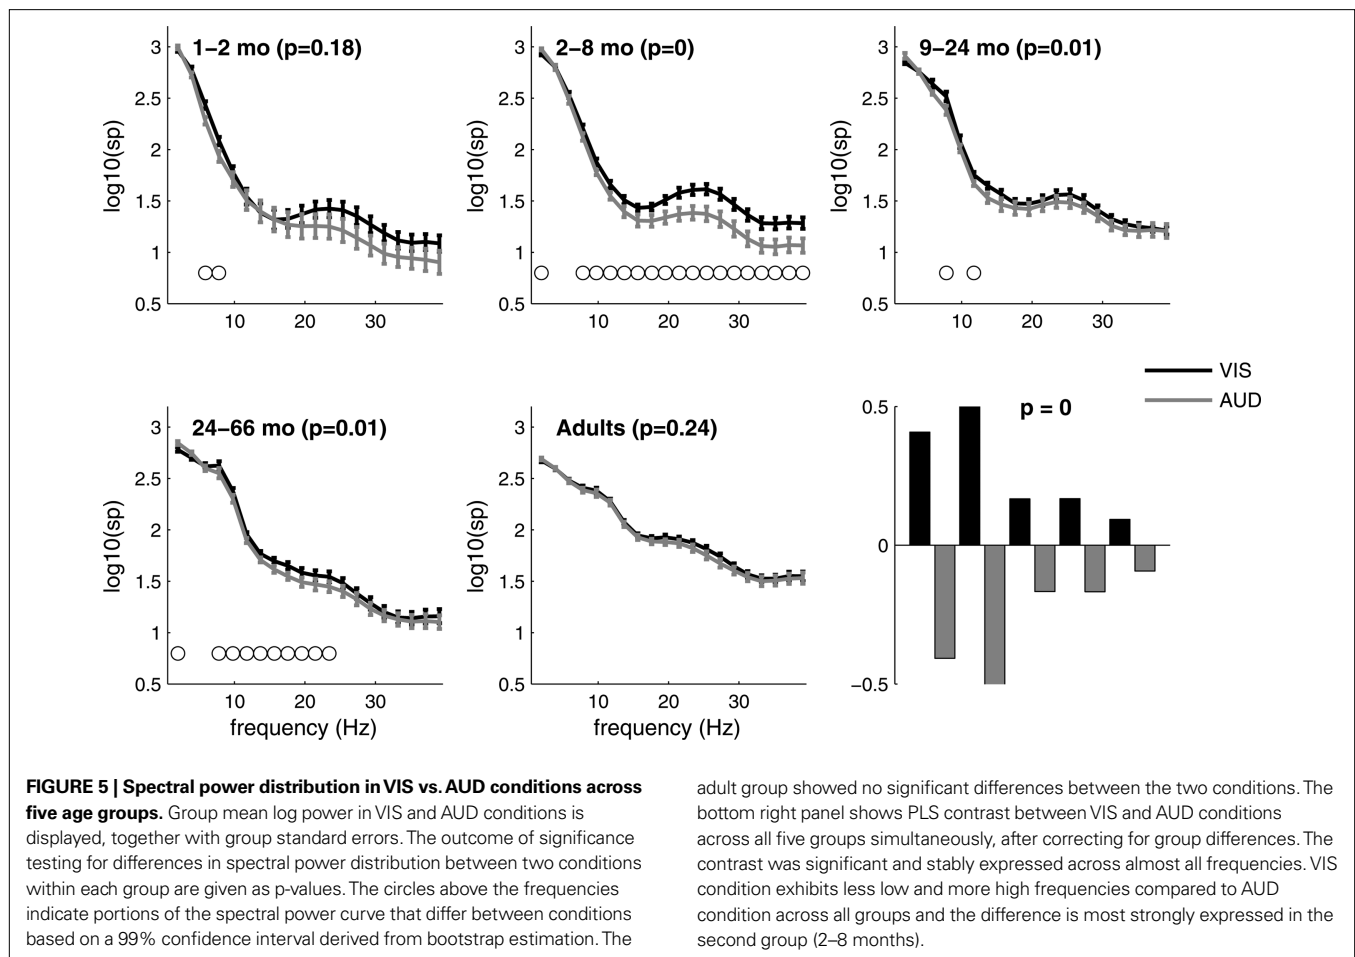 1–2 mo (p=0.18)
3
2.5
2
1.5
1
0.5
log10(sp)
10
20
30
2–8 mo (p=0)
3
2.5
2
1.5
1
0.5
log10(sp)
10
20
30
9–24 mo (p=0.01)
3
2.5
2
1.5
1
0.5
log10(sp)
10
20
30
VIS
AUD
24–66 mo (p=0.01)
3
2.5
2
1.5
1
0.5
log10(sp)
10
20
30
frequency (Hz)
Adults (p=0.24)
3
2.5
2
1.5
1
0.5
log10(sp)
10
20
30
frequency (Hz)
p = 0
0.5
0
−0.5
FIGURE 5 | Spectral power distribution in VIS vs. AUD conditions across
five age groups. Group mean log power in VIS and AUD conditions is
displayed, together with group standard errors. The outcome of significance
testing for differences in spectral power distribution between two conditions
within each group are given as p-values. The circles above the frequencies
indicate portions of the spectral power curve that differ between conditions
based on a 99% confidence interval derived from bootstrap estimation. The
adult group showed no significant differences between the two conditions. The
bottom right panel shows PLS contrast between VIS and AUD conditions
across all five groups simultaneously, after correcting for group differences. The
contrast was significant and stably expressed across almost all frequencies. VIS
condition exhibits less low and more high frequencies compared to AUD
condition across all groups and the difference is most strongly expressed in the
second group (2–8 months).